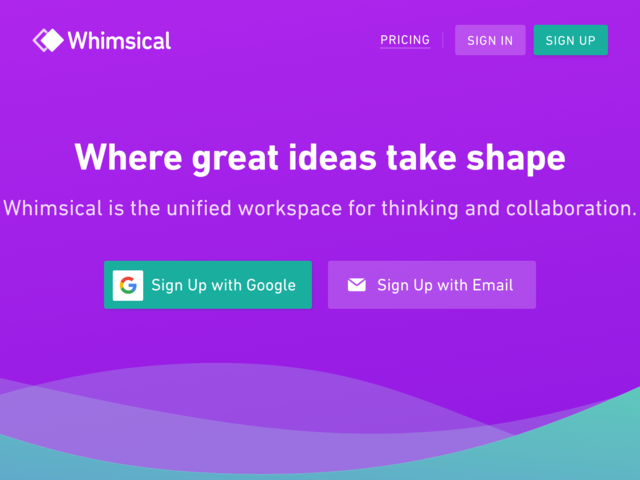 Whimsical
PRICING
SIGN IN
SIGN UP
Where great ideas take shape
Whimsical is the unified workspace for thinking and collaboration.
G Sign Up with Google
Sign Up with Email